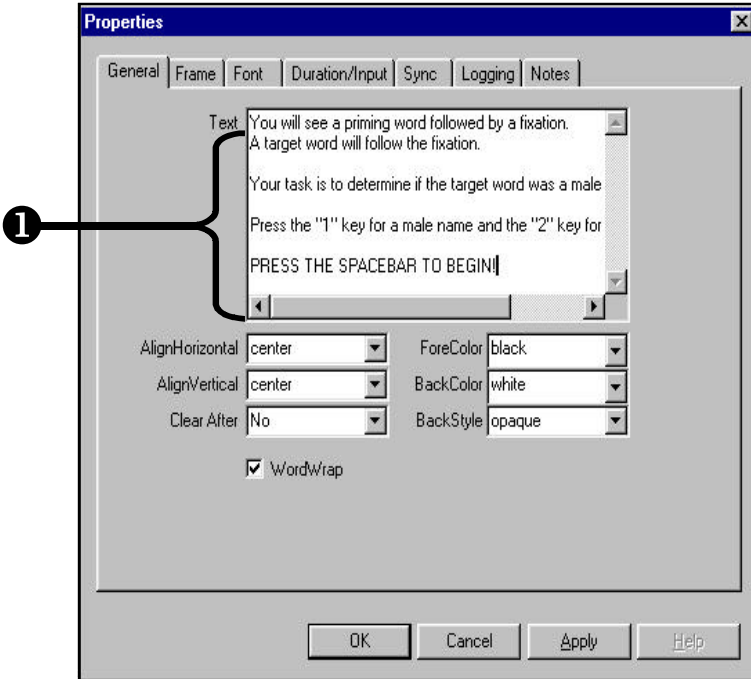 Properties
General Frame Font Duration/Input Sync Logging Notes
Text
You will see a priming word followed by a fixation.
A target word will follow the fixation.
Your task is to determine if the target word was a male
Press the "1" key for a male name and the "2" key for
PRESS THE SPACEBAR TO BEGIN!
1
AlignHorizontal center ForeColor black
AlignVertical center BackColor white
Clear After No BackStyle opaque
WordWrap
OK Cancel Apply Help